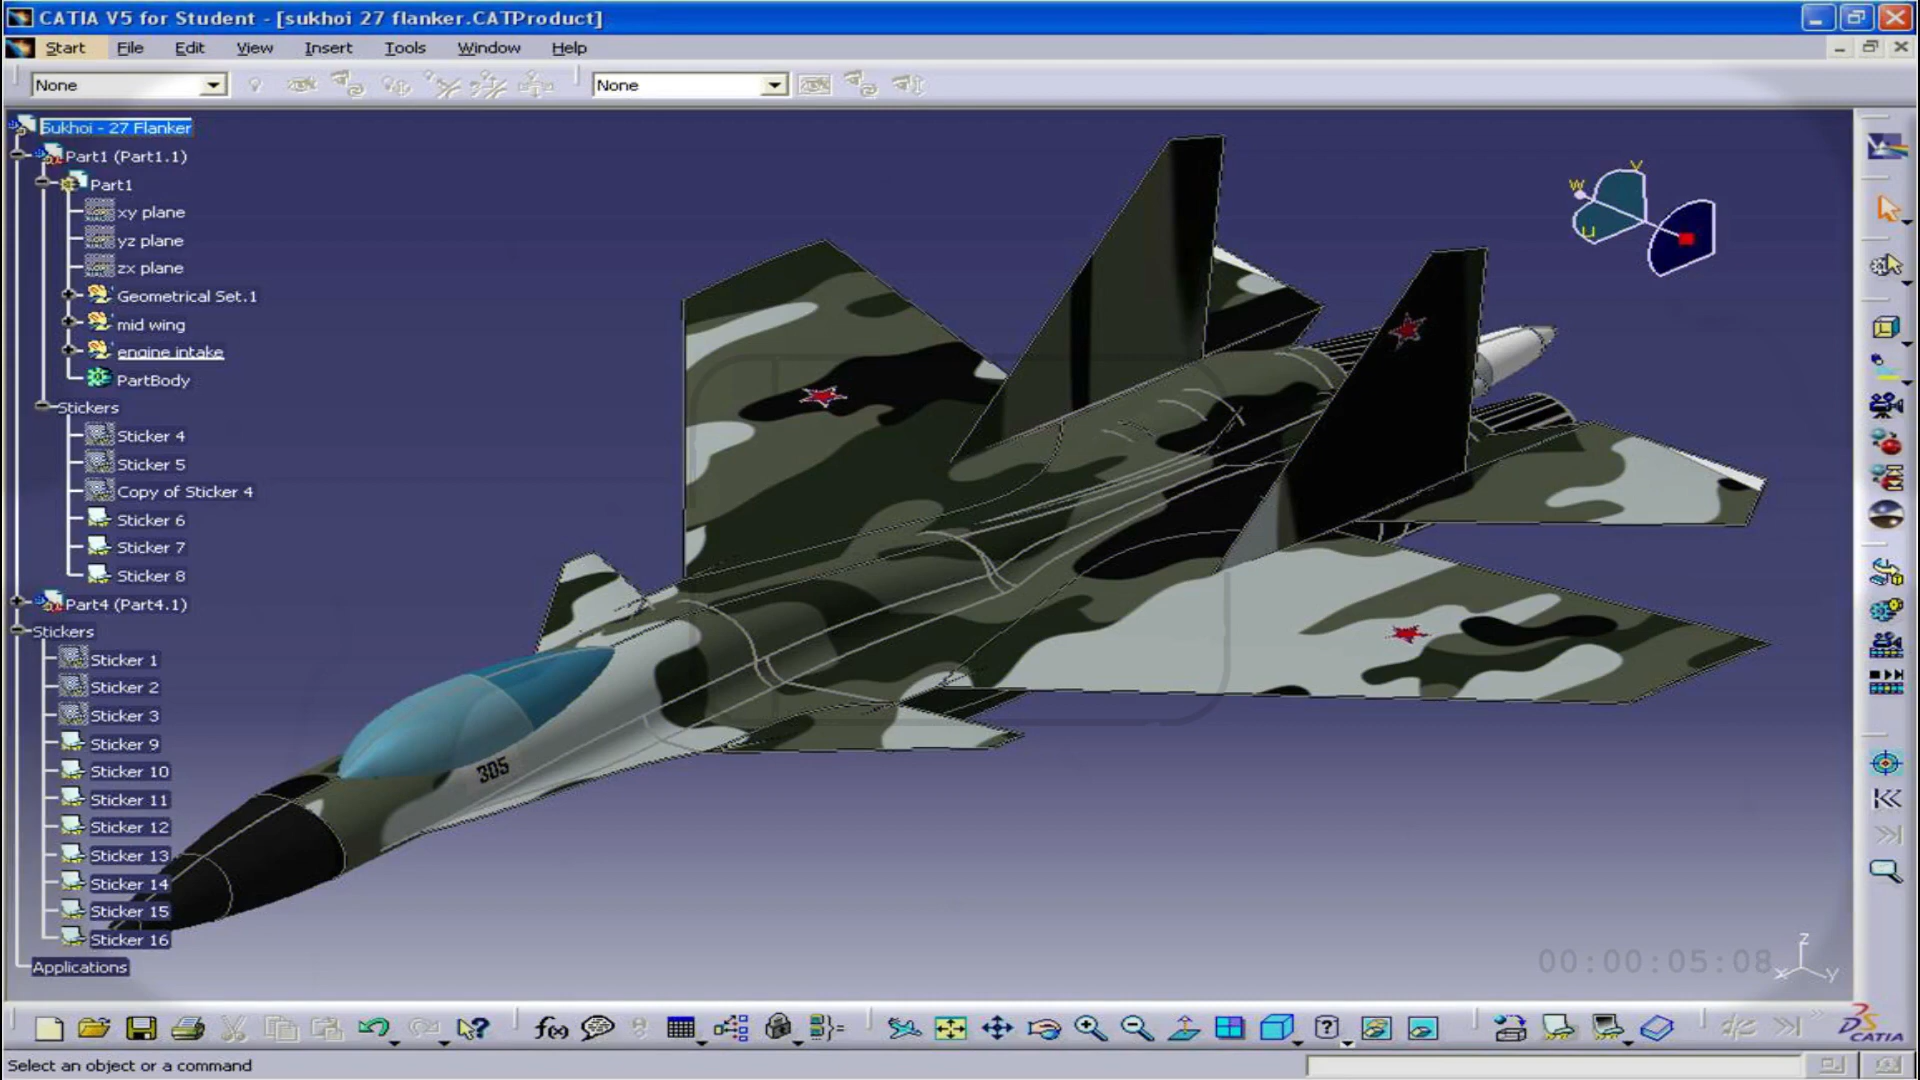 CATIA V5 for Student - [sukhoi 27 flanker.CATProduct]
Start File Edit View Insert Tools Window Help
None None
Sukhoi - 27 Flanker
Part1 (Part1.1)
Part1
xy plane
yz plane
zx plane
Geometrical Set.1
mid wing
engine intake
PartBody
Stickers
Sticker 4
Sticker 5
Copy of Sticker 4
Sticker 6
Sticker 7
Sticker 8
Part4 (Part4.1)
Stickers
Sticker 1
Sticker 2
Sticker 3
Sticker 9
Sticker 10
Sticker 11
Sticker 12
Sticker 13
Sticker 14
Sticker 15
Sticker 16
Applications
305
v
w
u
00:00:05:08
z
x y
f(x)
CATIA
Select an object or a command